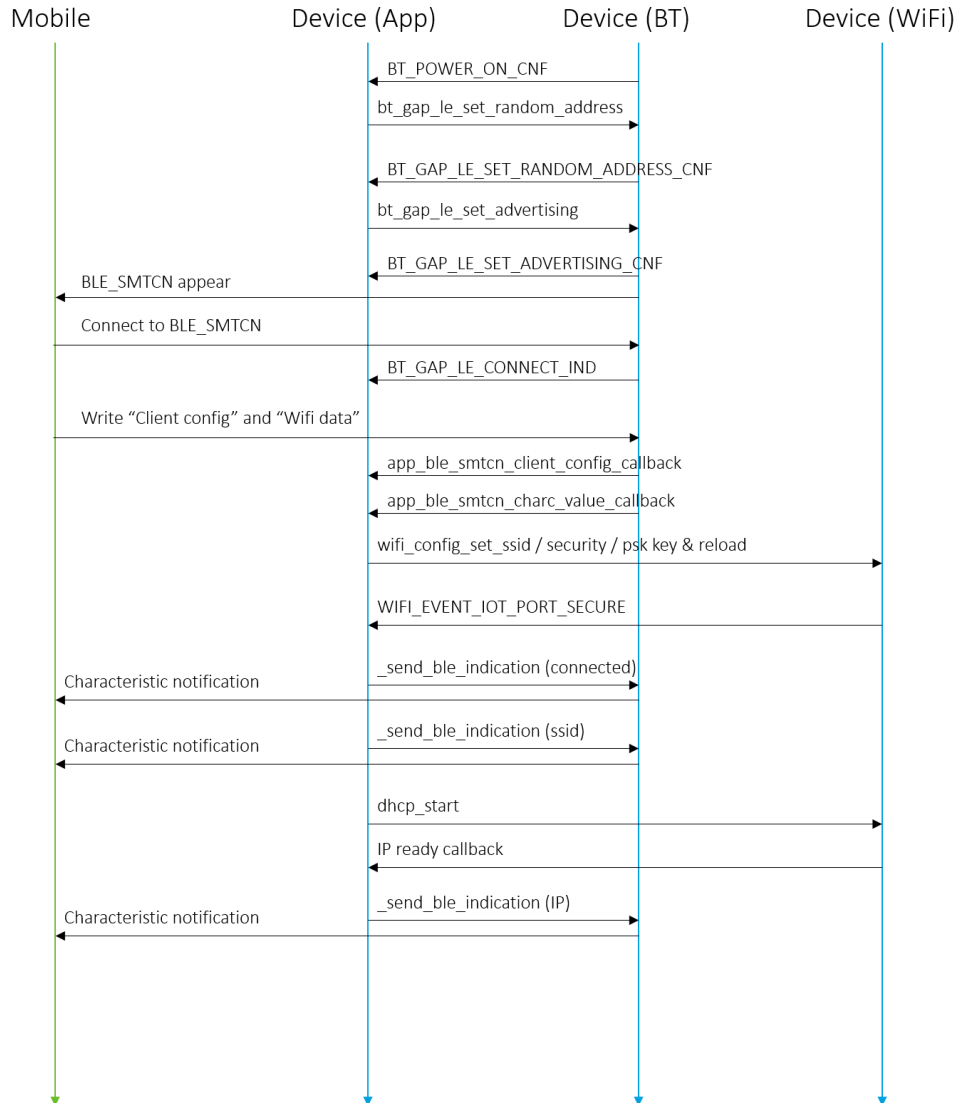 Mobile
Device (App)
Device (BT)
Device (WiFi)
BT_POWER_ON_CNF
bt_gap_le_set_random_address
BT_GAP_LE_SET_RANDOM_ADDRESS_CNF
bt_gap_le_set_advertising
BT_GAP_LE_SET_ADVERTISING_CNF
BLE_SMTCN appear
Connect to BLE_SMTCN
BT_GAP_LE_CONNECT_IND
Write “Client config” and “Wifi data”
app_ble_smtcn_client_config_callback
app_ble_smtcn_charc_value_callback
wifi_config_set_ssid / security / psk key & reload
WIFI_EVENT_IOT_PORT_SECURE
_send_ble_indication (connected)
Characteristic notification
_send_ble_indication (ssid)
Characteristic notification
dhcp_start
IP ready callback
_send_ble_indication (IP)
Characteristic notification